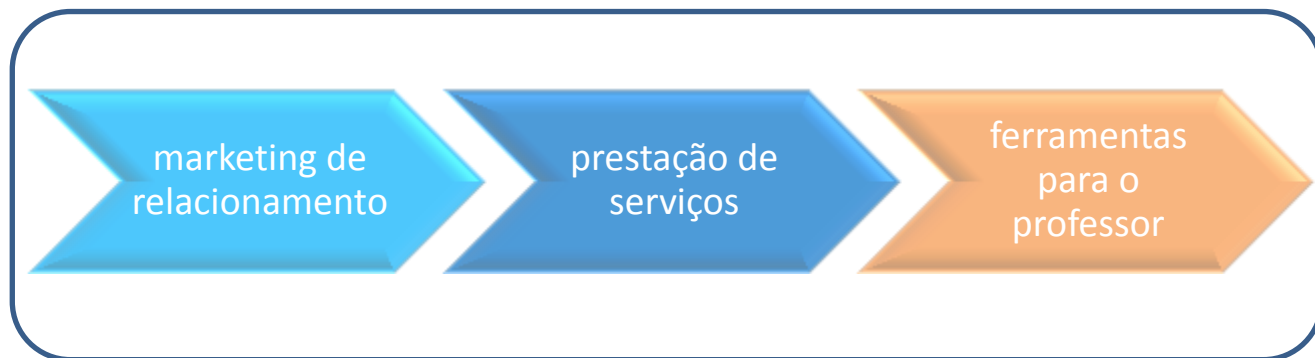 marketing de
relacionamento
prestação de
serviços
ferramentas
para o
professor